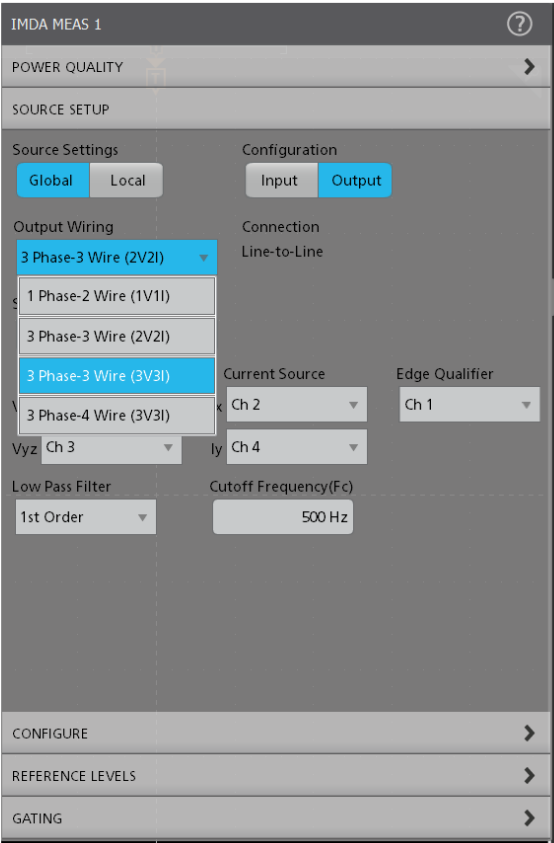 IMDA MEAS 1
?
POWER QUALITY
SOURCE SETUP
Source Settings
Configuration
Global
Local
Input
Output
Output Wiring
Connection
3 Phase-3 Wire (2V2I)
Line-to-Line
1 Phase-2 Wire (1V1I)
3 Phase-3 Wire (2V2I)
3 Phase-3 Wire (3V3I)
3 Phase-4 Wire (3V3I)
Current Source
Edge Qualifier
Ch 2
Ch 1
Vyz
Ch 3
Iy
Ch 4
Low Pass Filter
Cutoff Frequency(Fc)
1st Order
500 Hz
CONFIGURE
REFERENCE LEVELS
GATING